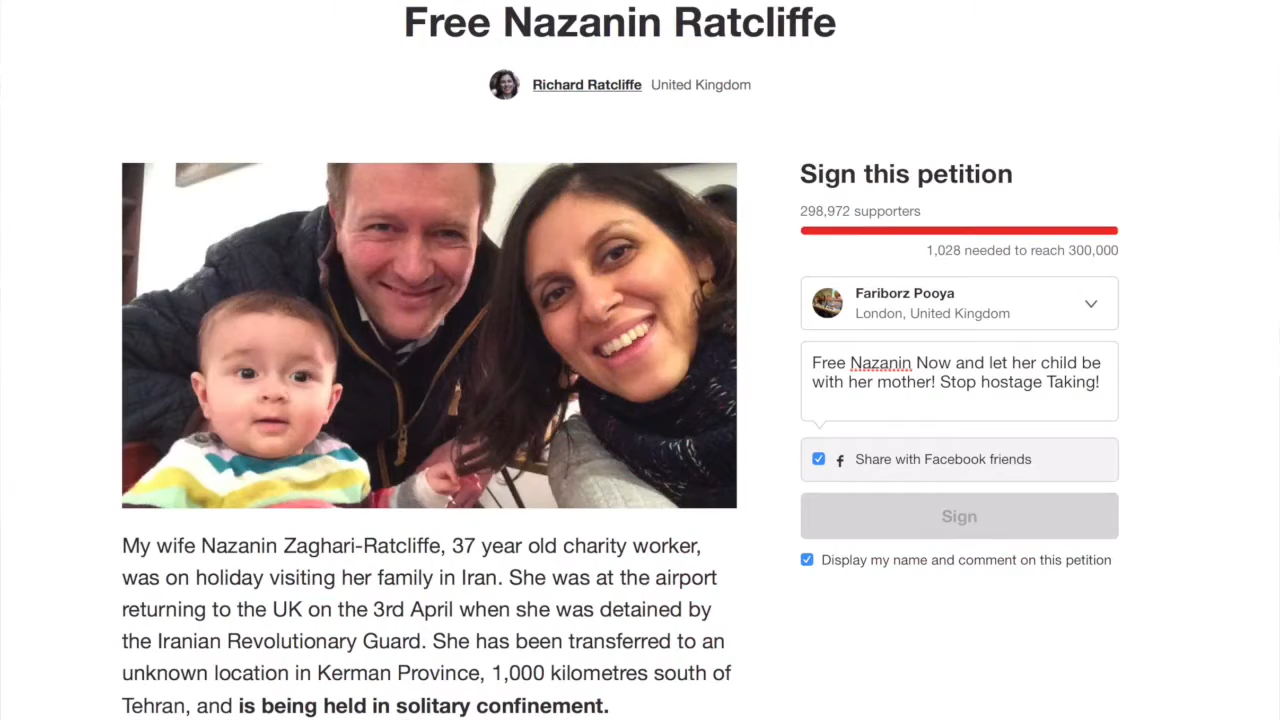 Free Nazanin Ratcliffe
Richard Ratcliffe United Kingdom
My wife Nazanin Zaghari-Ratcliffe, 37 year old charity worker,
was on holiday visiting her family in Iran. She was at the airport
returning to the UK on the 3rd April when she was detained by
the Iranian Revolutionary Guard. She has been transferred to an
unknown location in Kerman Province, 1,000 kilometres south of
Tehran, and is being held in solitary confinement.
Sign this petition
298,972 supporters
1,028 needed to reach 300,000
Fariborz Pooya
London, United Kingdom
Free Nazanin Now and let her child be
with her mother! Stop hostage Taking!
Share with Facebook friends
Sign
Display my name and comment on this petition